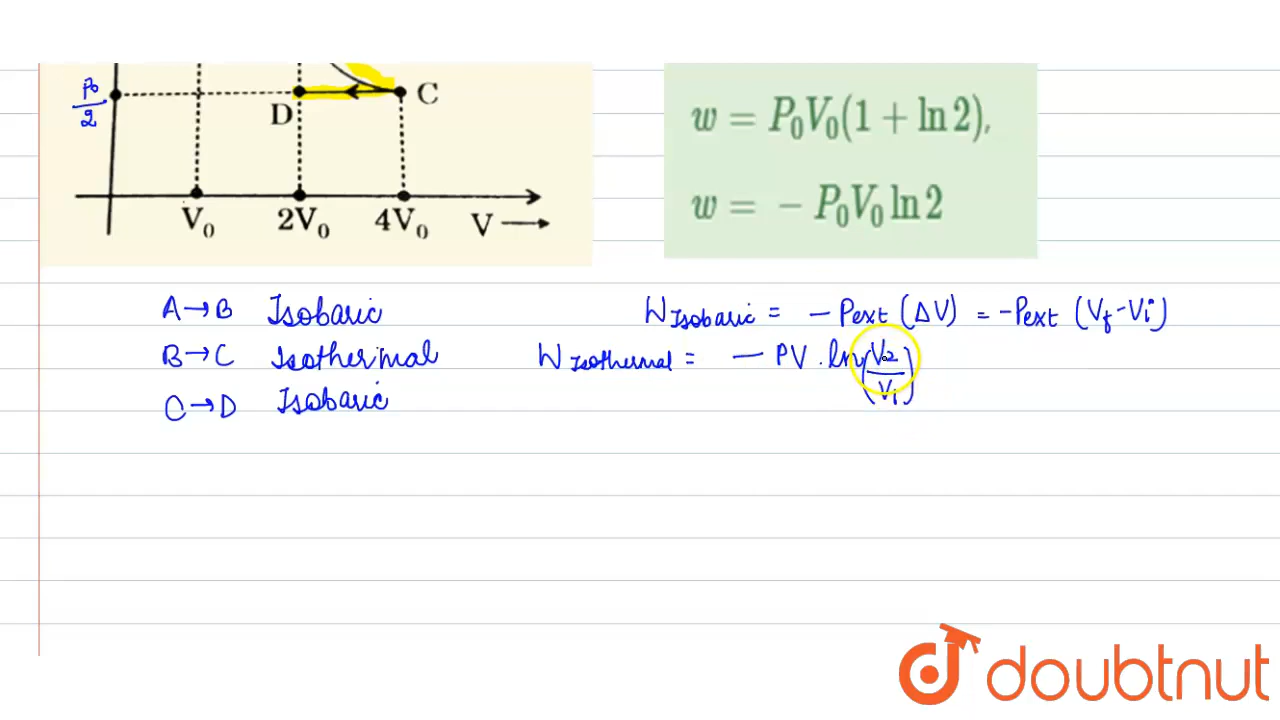 P0/2
D
C
V₀ 2V₀ 4V₀ V →
w = P₀V₀(1 + ln 2),
w = − P₀V₀ ln 2
A→B Isobaric
W Isobaric = − Pext (ΔV) = −Pext (Vf−Vi)
B→C Isothermal
W Isothermal = − PV . ln (V2/V1)
C→D Isobaric
doubtnut